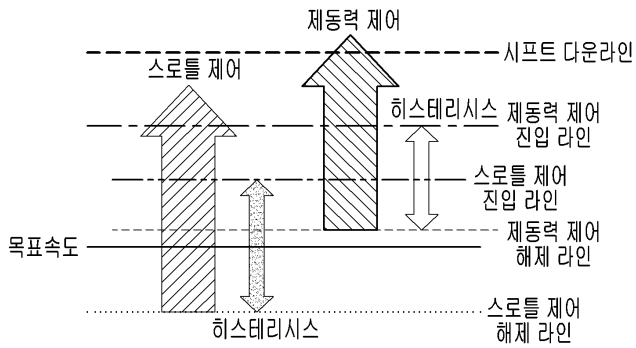 제동력 제어
시프트 다운라인
스로틀 제어
히스테리시스
제동력 제어
진입 라인
스로틀 제어
진입 라인
제동력 제어
해제 라인
목표속도
스로틀 제어
해제 라인
히스테리시스